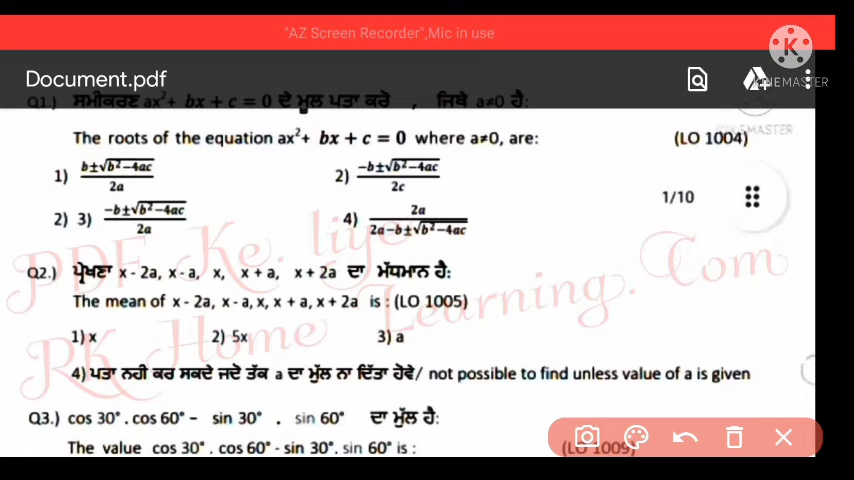 "AZ Screen Recorder",Mic in use
K
KINEMASTER
Document.pdf
Q1.) ਸਮੀਕਰਣ ax²+ bx + c = 0 ਦੇ ਮੂਲ ਪਤਾ ਕਰੋ , ਜਿਥੇ a≠0 ਹੈ:
The roots of the equation ax²+ bx + c = 0 where a≠0, are: (LO 1004)
1) (b±√(b²−4ac))/2a 2) (−b±√(b²−4ac))/2c
1/10
2) 3) (−b±√(b²−4ac))/2a 4) 2a/(2a−b±√(b²−4ac))
PDF Ke. liye
RK Home Learning. Com
Q2.) ਪ੍ਰੇਖਣਾ x - 2a, x - a, x, x + a, x + 2a ਦਾ ਮੱਧਮਾਨ ਹੈ:
The mean of x - 2a, x - a, x, x + a, x + 2a is : (LO 1005)
1) x 2) 5x 3) a
4) ਪਤਾ ਨਹੀ ਕਰ ਸਕਦੇ ਜਦੋ ਤੱਕ a ਦਾ ਮੁੱਲ ਨਾ ਦਿੱਤਾ ਹੋਵੇ/ not possible to find unless value of a is given
Q3.) cos 30° . cos 60° − sin 30° . sin 60° ਦਾ ਮੁੱਲ ਹੈ:
The value cos 30° . cos 60° - sin 30° . sin 60° is : (LO 1009)